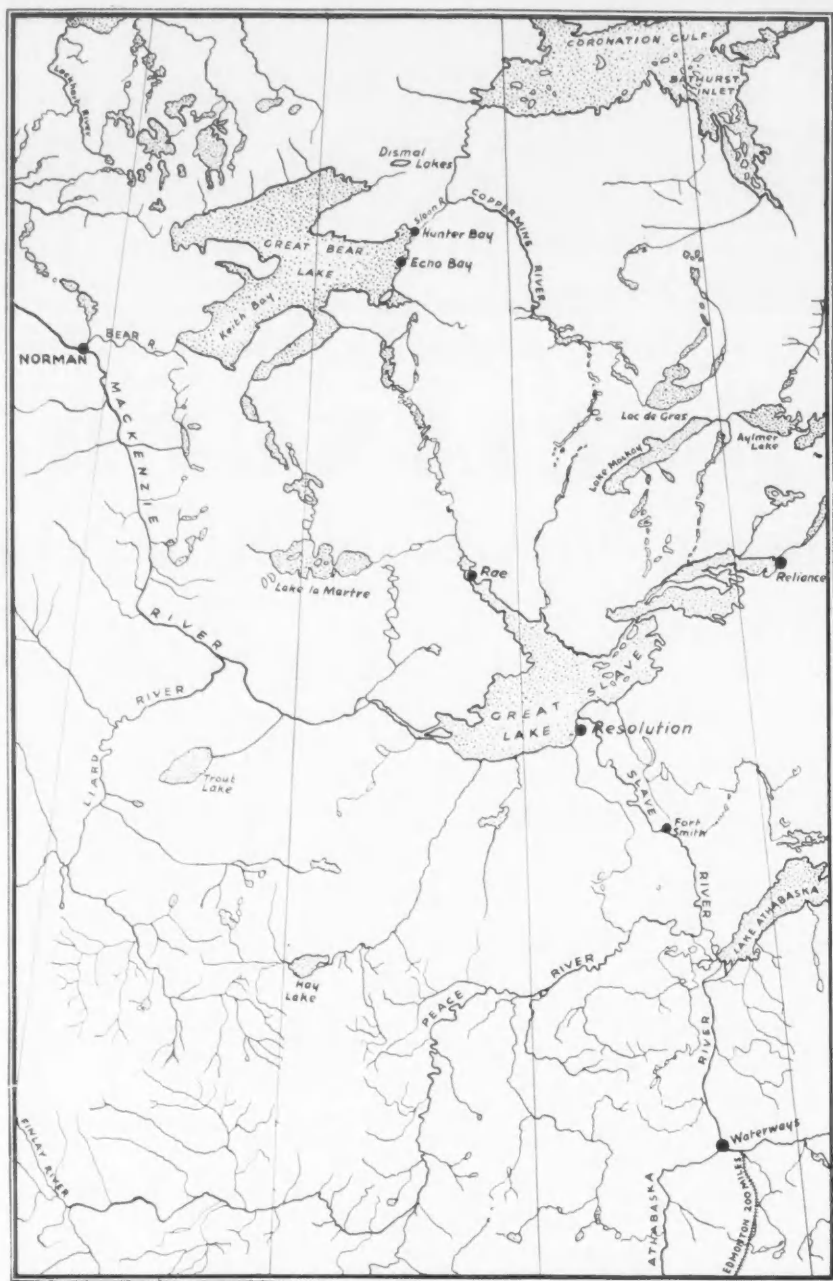 CORONATION GULF
BATHURST
INLET
Lockhart River
Dismal
Lakes
Sloan R.
COPPERMINE
RIVER
Hunter Bay
GREAT BEAR
LAKE
Echo Bay
Keith Bay
BEAR R.
NORMAN
MACKENZIE
Lac de Gras
Aylmer
Lake
Lake Mackay
Rae
Reliance
Lake la Martre
RIVER
RIVER
GREAT SLAVE
LAKE
Resolution
LIARD
Trout
Lake
SLAVE
Fort
Smith
RIVER
LAKE ATHABASKA
Hay
Lake
PEACE
RIVER
RIVER
Waterways
FINLAY RIVER
ATHABASKA
EDMONTON 200 MILES